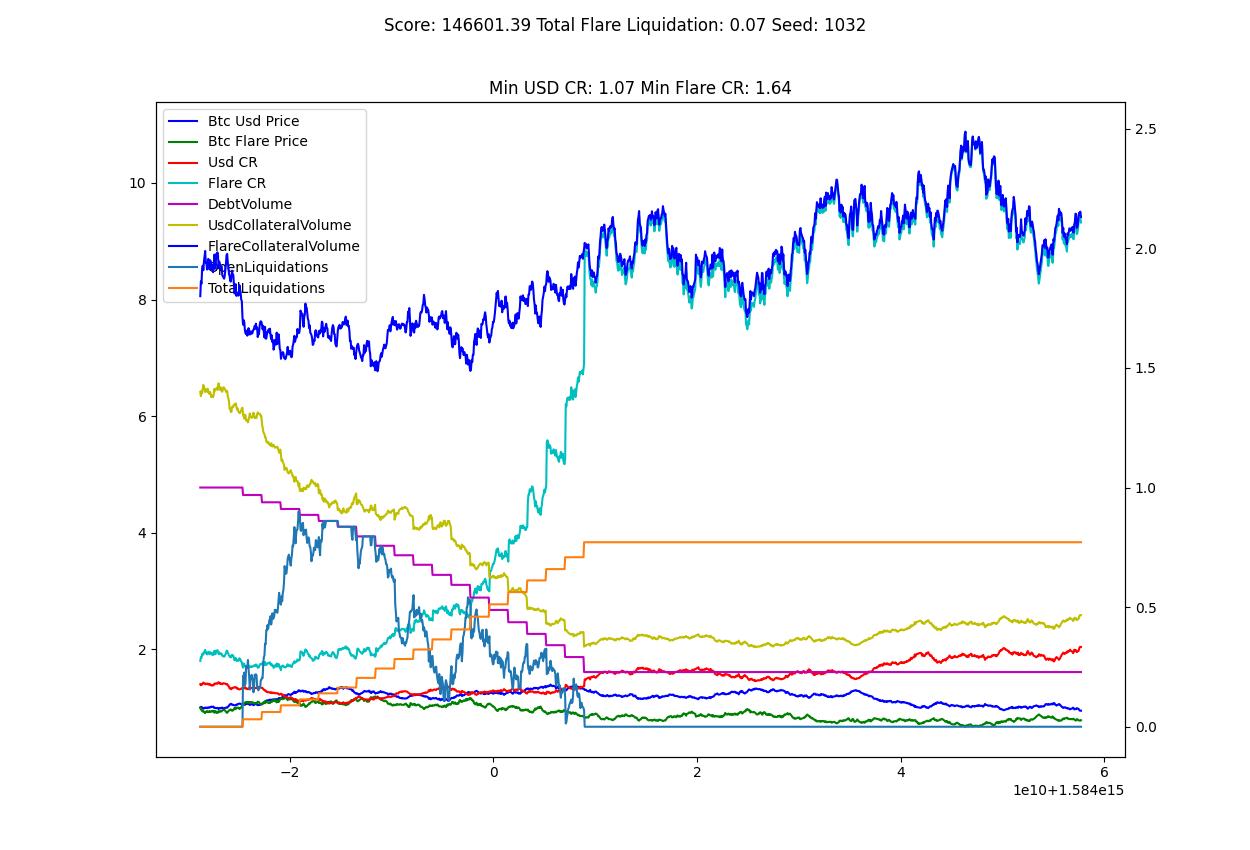 Score: 146601.39 Total Flare Liquidation: 0.07 Seed: 1032
Min USD CR: 1.07 Min Flare CR: 1.64
Btc Usd Price
Btc Flare Price
Usd CR
Flare CR
DebtVolume
UsdCollateralVolume
FlareCollateralVolume
OpenLiquidations
TotalLiquidations
10
8
6
4
2
2.5
2.0
1.5
1.0
0.5
0.0
−2 0 2 4 6
1e10+1.584e15